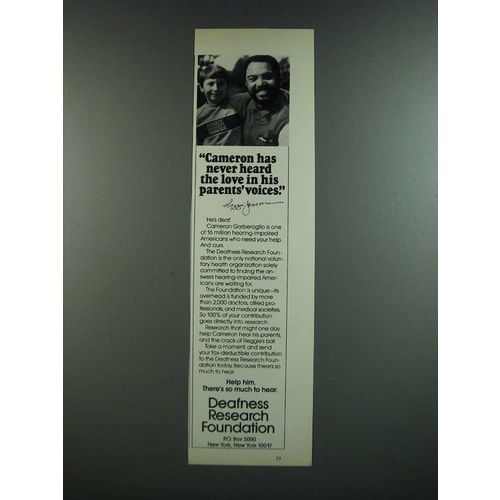 "Cameron has
never heard
the love in his
parents' voices."
He's deaf.
Cameron Garberoglio is one
of 16 million hearing-impaired
Americans who need your help.
And ours.
The Deafness Research Foun-
dation is the only national volun-
tary health organization solely
committed to finding the an-
swers hearing-impaired Amer-
icans are waiting for.
The Foundation is unique—its
overhead is funded by more
than 2,000 doctors, allied pro-
fessionals, and medical societies.
So 100% of your contribution
goes directly into research.
Research that might one day
help Cameron hear his parents,
and the crack of Reggie's bat.
Take a moment, and send
your tax-deductible contribution
to the Deafness Research Foun-
dation today. Because there's so
much to hear.
Help him.
There's so much to hear.
Deafness
Research
Foundation
P.O. Box 5000
New York, New York 10017